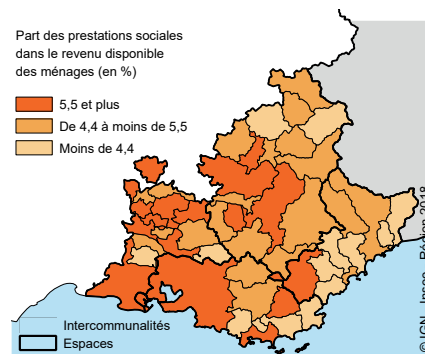 Part des prestations sociales
dans le revenu disponible
des ménages (en %)
5,5 et plus
De 4,4 à moins de 5,5
Moins de 4,4
Intercommunalités
Espaces
©IGN - Insee
2018